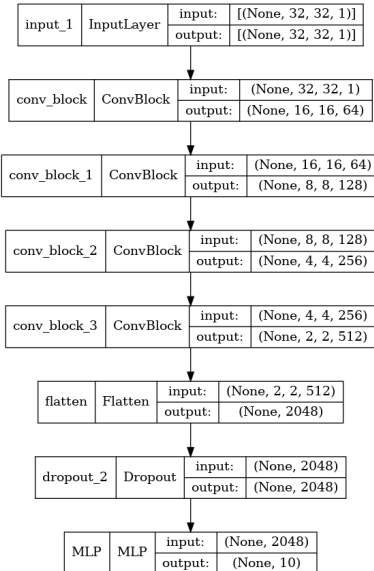 input_1 InputLayer input: [(None, 32, 32, 1)]
output: [(None, 32, 32, 1)]
conv_block ConvBlock input: (None, 32, 32, 1)
output: (None, 16, 16, 64)
conv_block_1 ConvBlock input: (None, 16, 16, 64)
output: (None, 8, 8, 128)
conv_block_2 ConvBlock input: (None, 8, 8, 128)
output: (None, 4, 4, 256)
conv_block_3 ConvBlock input: (None, 4, 4, 256)
output: (None, 2, 2, 512)
flatten Flatten input: (None, 2, 2, 512)
output: (None, 2048)
dropout_2 Dropout input: (None, 2048)
output: (None, 2048)
MLP MLP input: (None, 2048)
output: (None, 10)